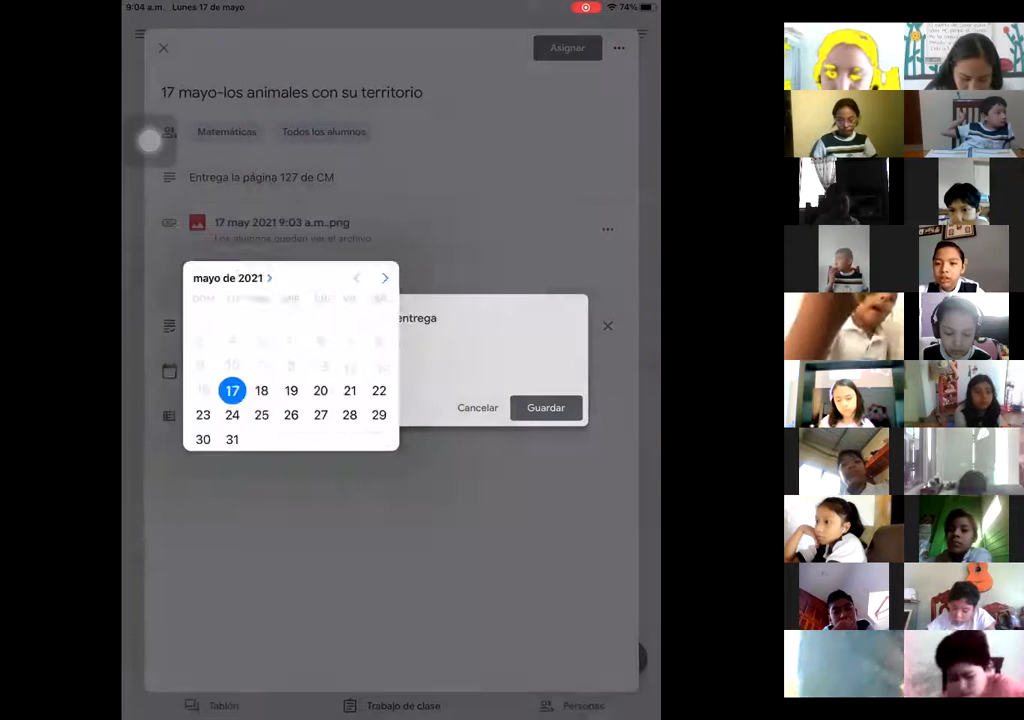 9:04 a.m. Lunes 17 de mayo
74%
Asignar
17 mayo-los animales con su territorio
Matemáticas Todos los alumnos
Entrega la página 127 de CM
17 may 2021 9:03 a.m..png
Los alumnos pueden ver el archivo
mayo de 2021
entrega
17 18 19 20 21 22
23 24 25 26 27 28 29
30 31
Cancelar Guardar
Tablón Trabajo de clase Personas